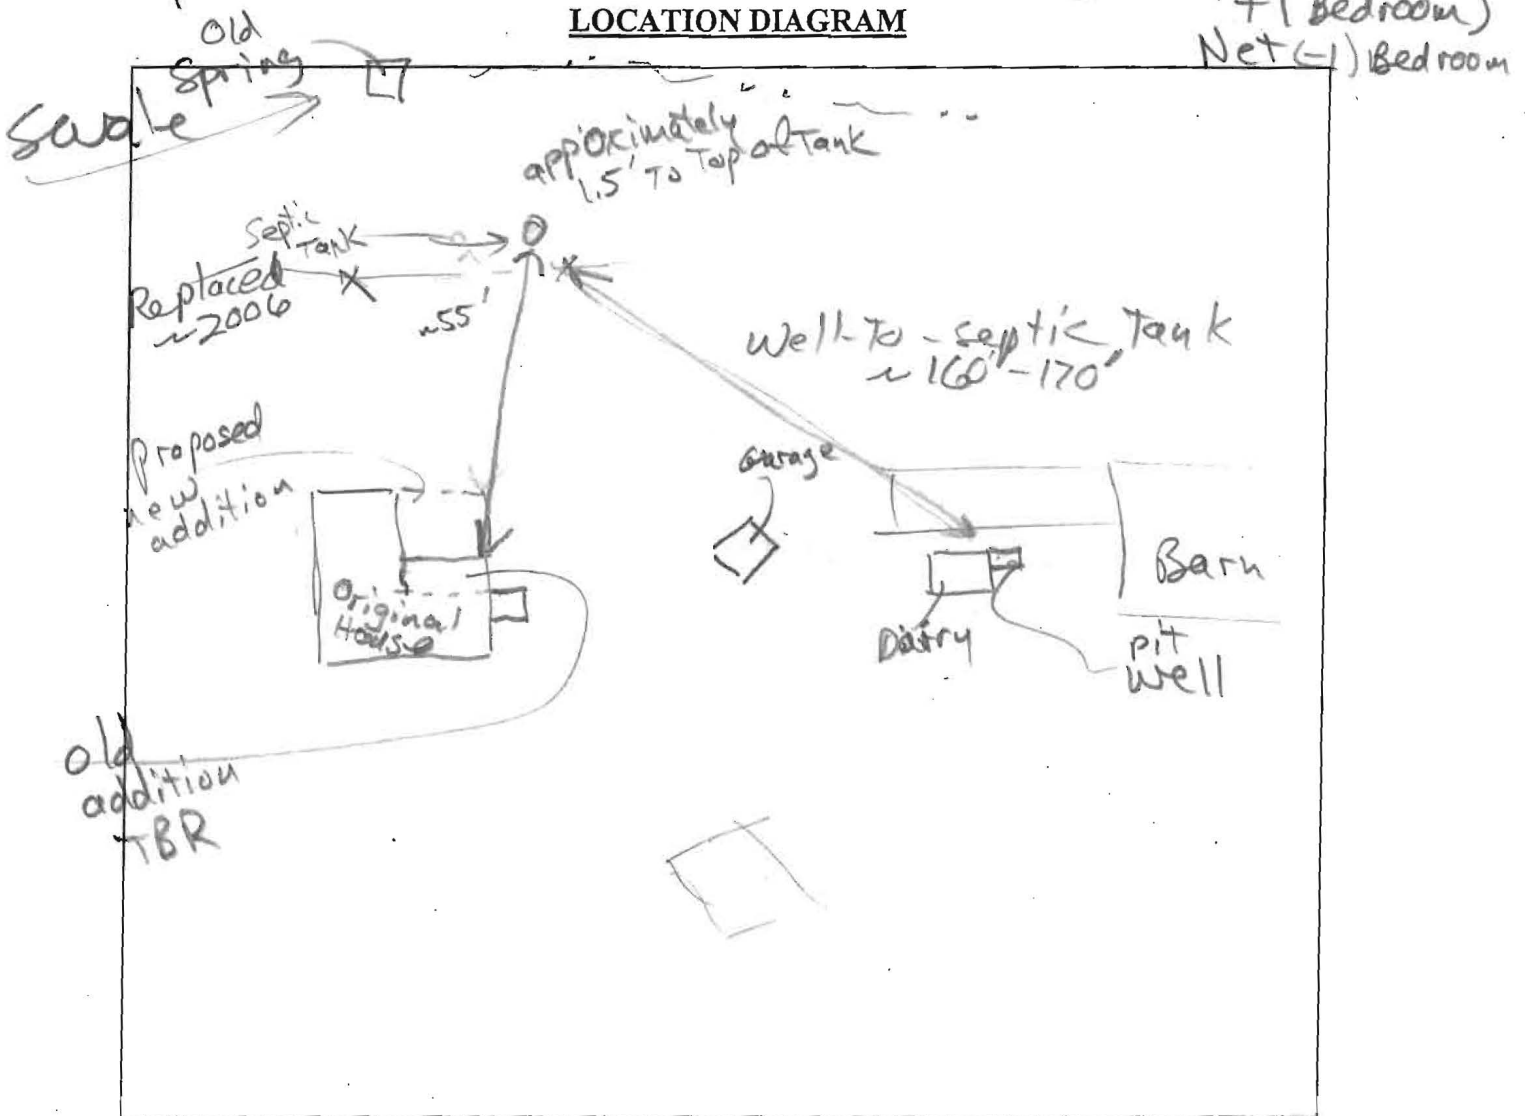 LOCATION DIAGRAM
+1 Bedroom)
Net (-1) Bedroom
Old
Spring
Swale
approximately
1.5' To Top of Tank
Septic
Tank
Replaced
~2006
~55'
Well-To-septic Tank
~160'-170'
Proposed
new
addition
Garage
Original
House
Barn
Dairy
pit
well
old
addition
TBR